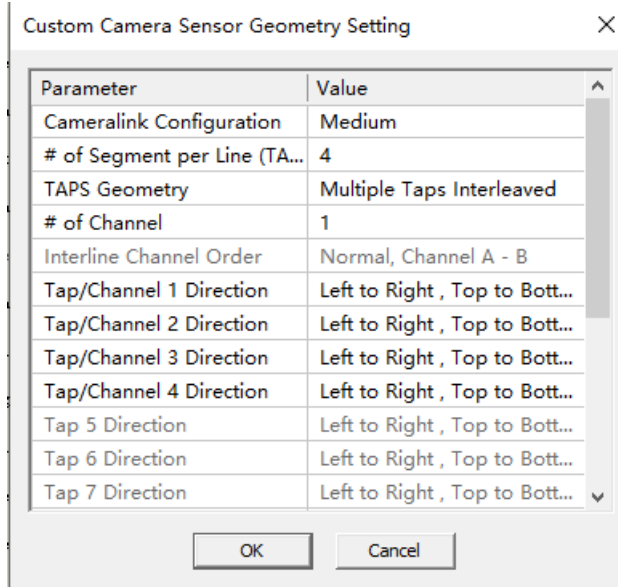 Custom Camera Sensor Geometry Setting
Parameter Value
Cameralink Configuration Medium
# of Segment per Line (TA... 4
TAPS Geometry Multiple Taps Interleaved
# of Channel 1
Interline Channel Order Normal, Channel A - B
Tap/Channel 1 Direction Left to Right , Top to Bott...
Tap/Channel 2 Direction Left to Right , Top to Bott...
Tap/Channel 3 Direction Left to Right , Top to Bott...
Tap/Channel 4 Direction Left to Right , Top to Bott...
Tap 5 Direction Left to Right , Top to Bott...
Tap 6 Direction Left to Right , Top to Bott...
Tap 7 Direction Left to Right , Top to Bott...
OK Cancel